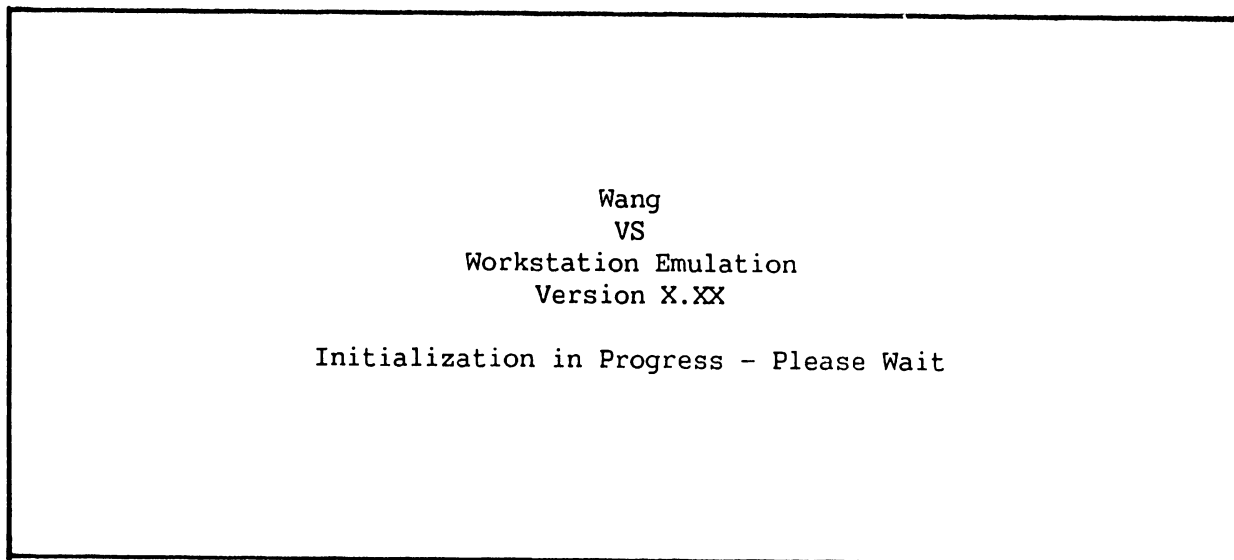 Wang
VS
Workstation Emulation
Version X.XX
Initialization in Progress - Please Wait